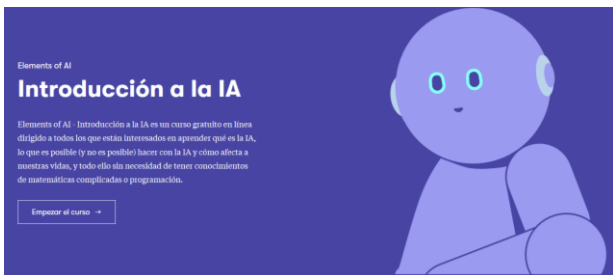 Elements of AI
Introducción a la IA
Elements of AI - Introducción a la IA es un curso gratuito en línea
dirigido a todos los que están interesados en aprender qué es la IA,
lo que es posible (y no es posible) hacer con la IA y cómo afecta a
nuestras vidas, y todo ello sin necesidad de tener conocimientos
de matemáticas complicadas o programación.
Empezar el curso →